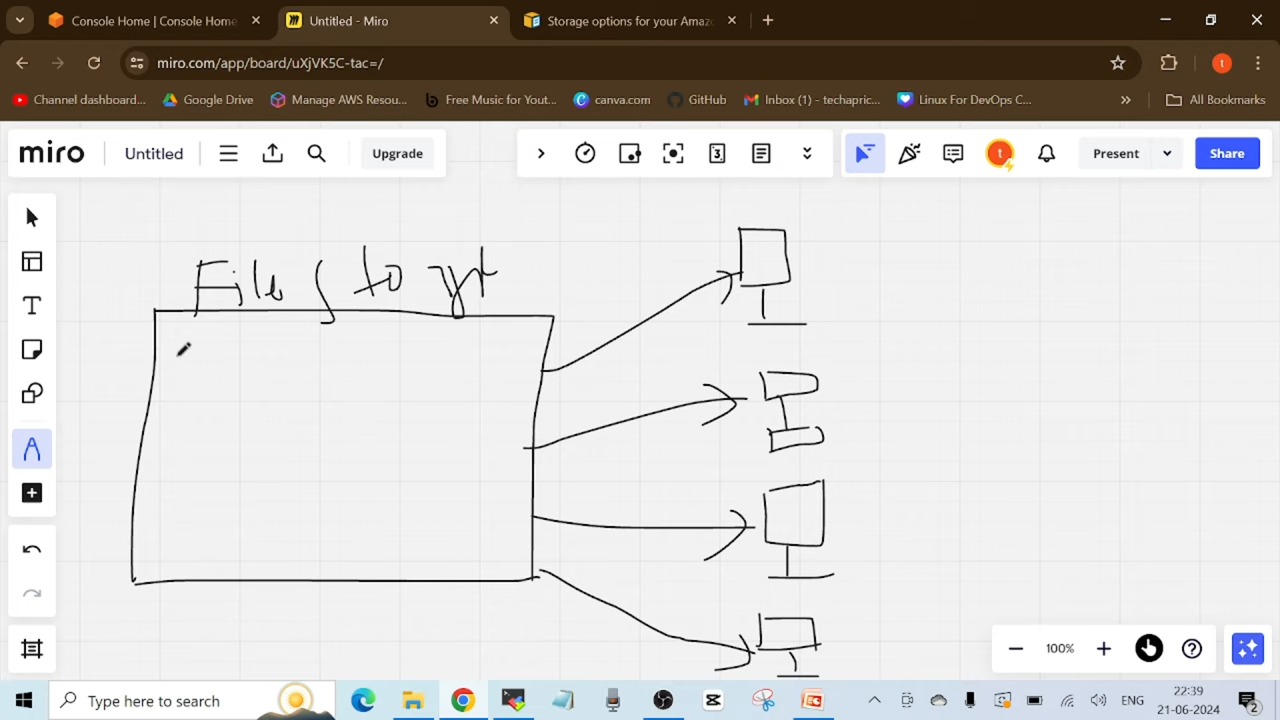 Console Home | Console Home
Untitled - Miro
Storage options for your Amazo
miro.com/app/board/uXjVK5C-tac=/
Channel dashboard...
Google Drive
Manage AWS Resou...
Free Music for Yout...
canva.com
GitHub
Inbox (1) - techapric...
Linux For DevOps C...
All Bookmarks
miro
Untitled
Upgrade
3
t
Present
Share
File
to
100%
Type here to search
ENG
22:39
21-06-2024
2